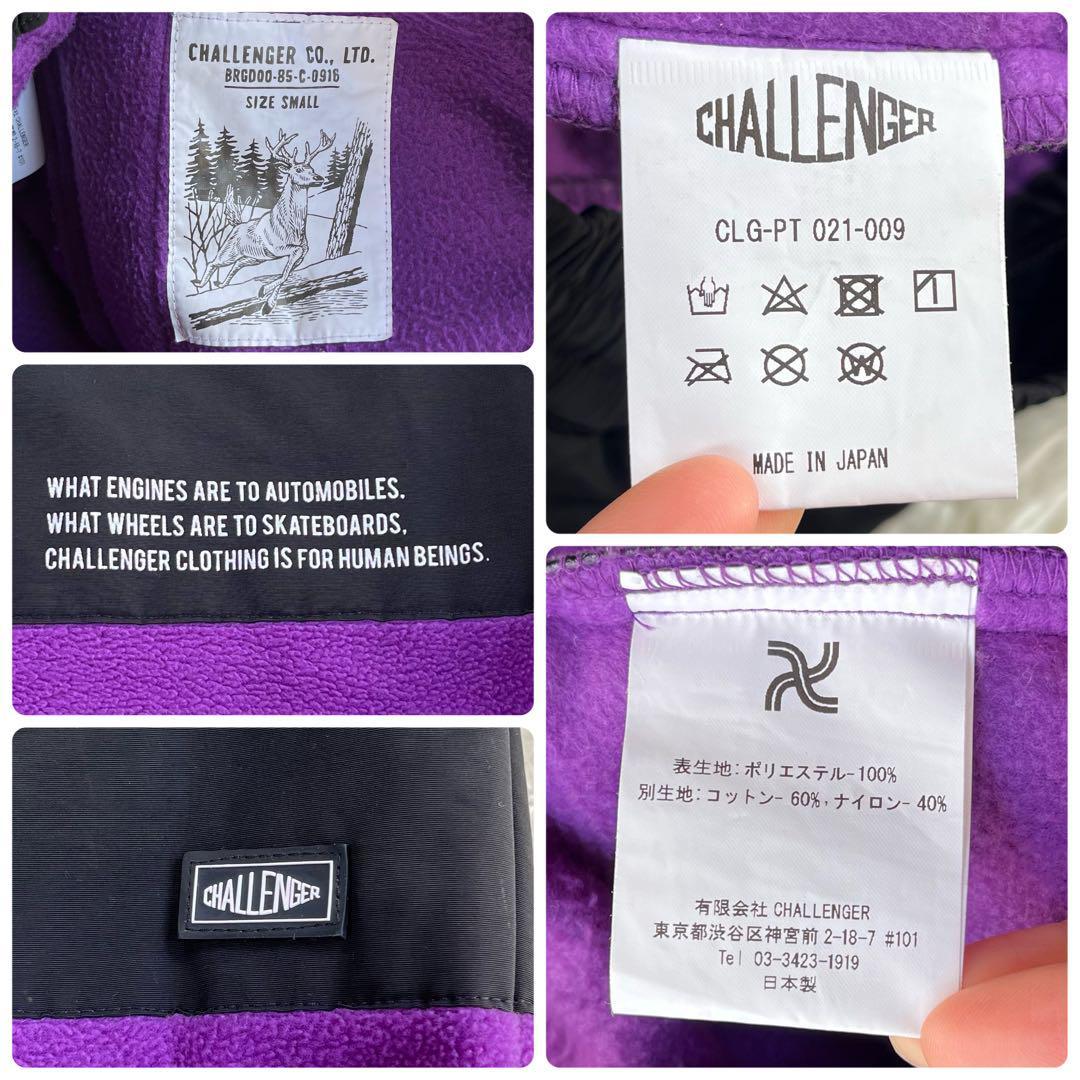 CHALLENGER CO., LTD.
BRGDOO-85-C-0916
SIZE SMALL
CHALLENGER
CLG-PT 021-009
W
MADE IN JAPAN
WHAT ENGINES ARE TO AUTOMOBILES.
WHAT WHEELS ARE TO SKATEBOARDS,
CHALLENGER CLOTHING IS FOR HUMAN BEINGS.
表生地:ポリエステル-100%
別生地:コットン-60%,ナイロン-40%
有限会社 CHALLENGER
東京都渋谷区神宮前 2-18-7 #101
Tel 03-3423-1919
日本製
CHALLENGER